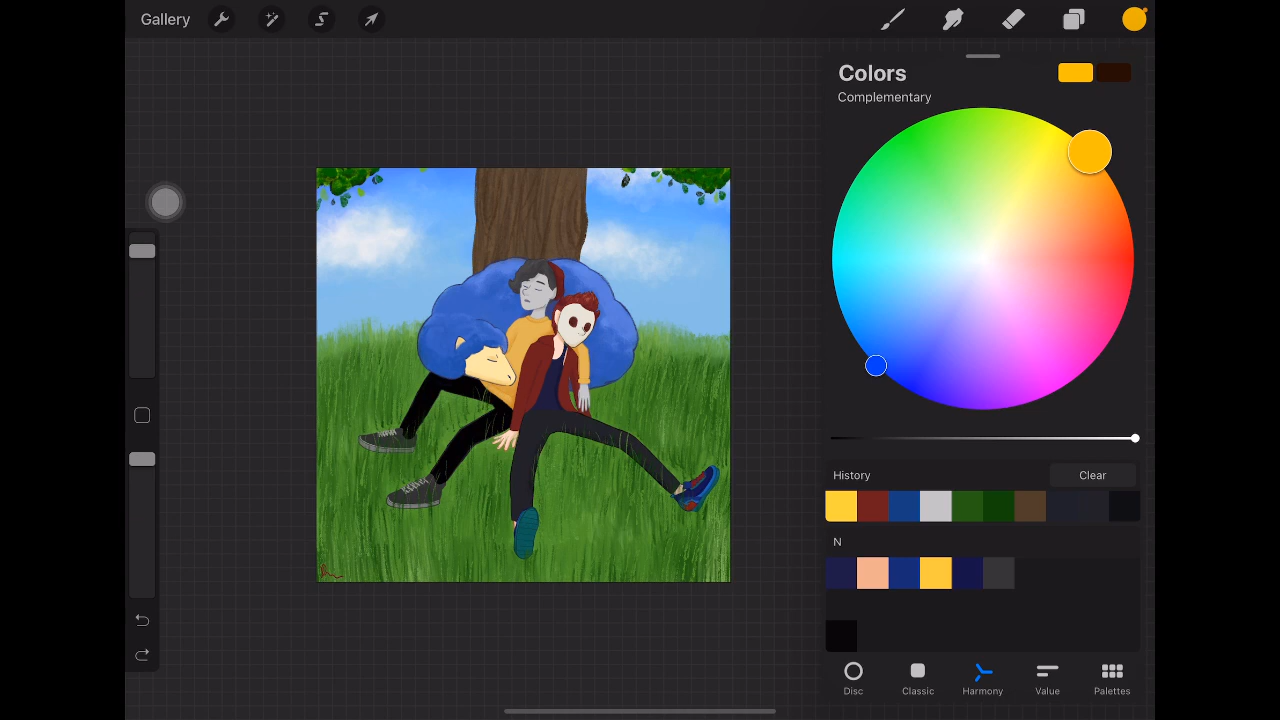 Gallery
Colors
Complementary
History
Clear
N
Disc
Classic
Harmony
Value
Palettes